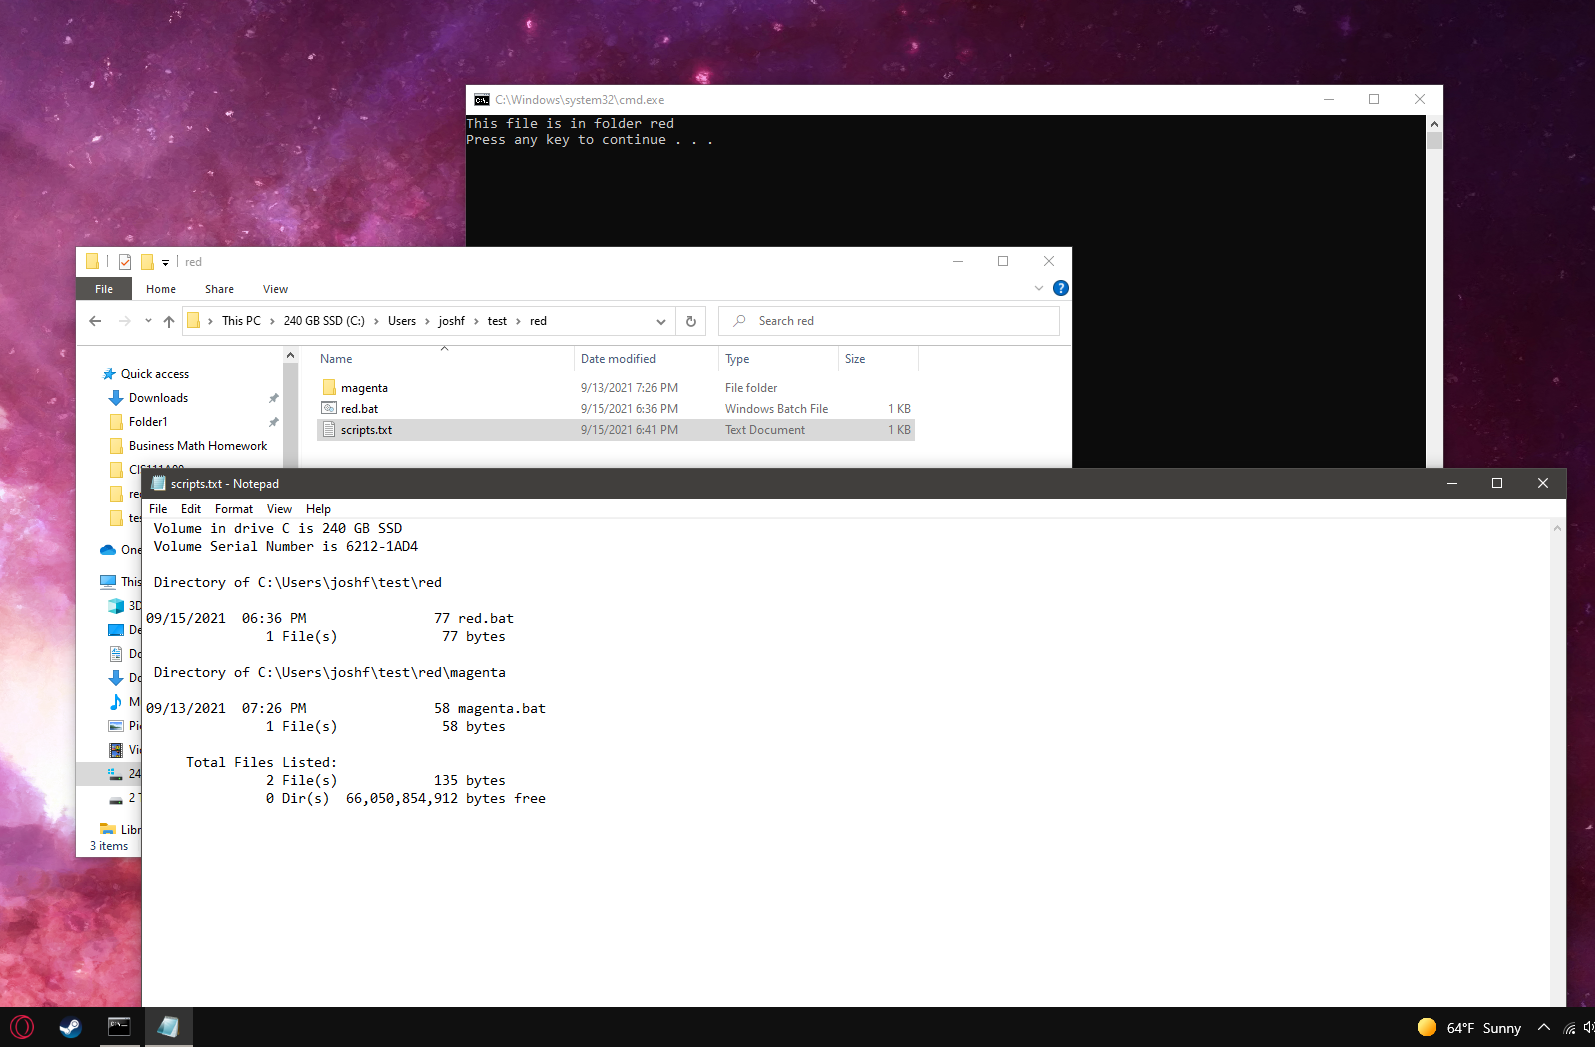 C:\Windows\system32\cmd.exe
This file is in folder red
Press any key to continue . . .
red
File Home Share View
This PC > 240 GB SSD (C:) > Users > joshf > test > red
Search red
Name Date modified Type Size
Quick access
Downloads
Folder1
Business Math Homework
magenta 9/13/2021 7:26 PM File folder
red.bat 9/15/2021 6:36 PM Windows Batch File 1 KB
scripts.txt 9/15/2021 6:41 PM Text Document 1 KB
One
This
3D
De
Do
Do
M
Pic
Vi
24
2
Libr
3 items
scripts.txt - Notepad
File Edit Format View Help
Volume in drive C is 240 GB SSD
Volume Serial Number is 6212-1AD4
Directory of C:\Users\joshf\test\red
09/15/2021  06:36 PM                77 red.bat
1 File(s)             77 bytes
Directory of C:\Users\joshf\test\red\magenta
09/13/2021  07:26 PM                58 magenta.bat
1 File(s)             58 bytes
Total Files Listed:
2 File(s)            135 bytes
0 Dir(s)  66,050,854,912 bytes free
64°F Sunny